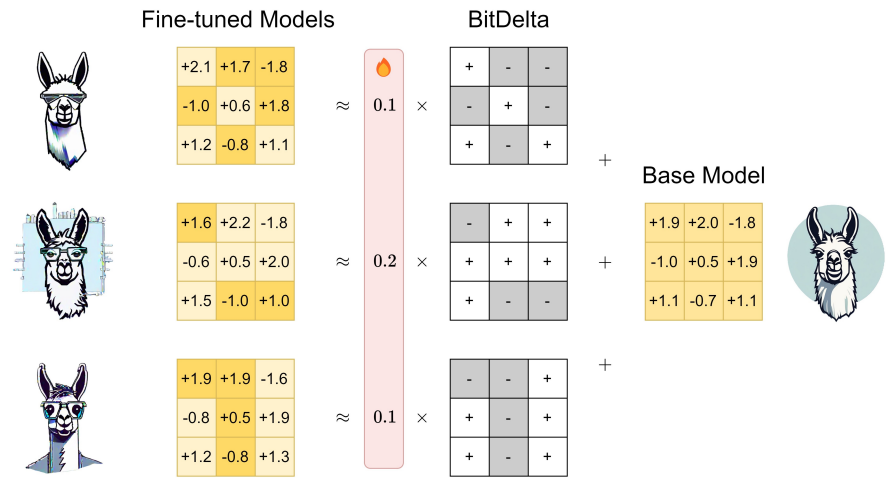 Fine-tuned Models BitDelta
+2.1 +1.7 -1.8 + - -
-1.0 +0.6 +1.8 ≈ 0.1 × - + -
+1.2 -0.8 +1.1 + - +
+
Base Model
+1.6 +2.2 -1.8 - + + +1.9 +2.0 -1.8
-0.6 +0.5 +2.0 ≈ 0.2 × + + + + -1.0 +0.5 +1.9
+1.5 -1.0 +1.0 + - - +1.1 -0.7 +1.1
+
+1.9 +1.9 -1.6 - - +
-0.8 +0.5 +1.9 ≈ 0.1 × + - +
+1.2 -0.8 +1.3 + - +